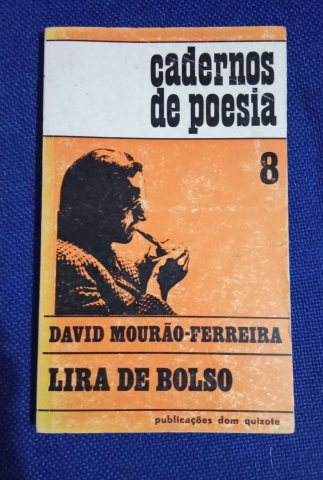 cadernos
de poesia
8
DAVID MOURÃO-FERREIRA
LIRA DE BOLSO
publicações dom quixote